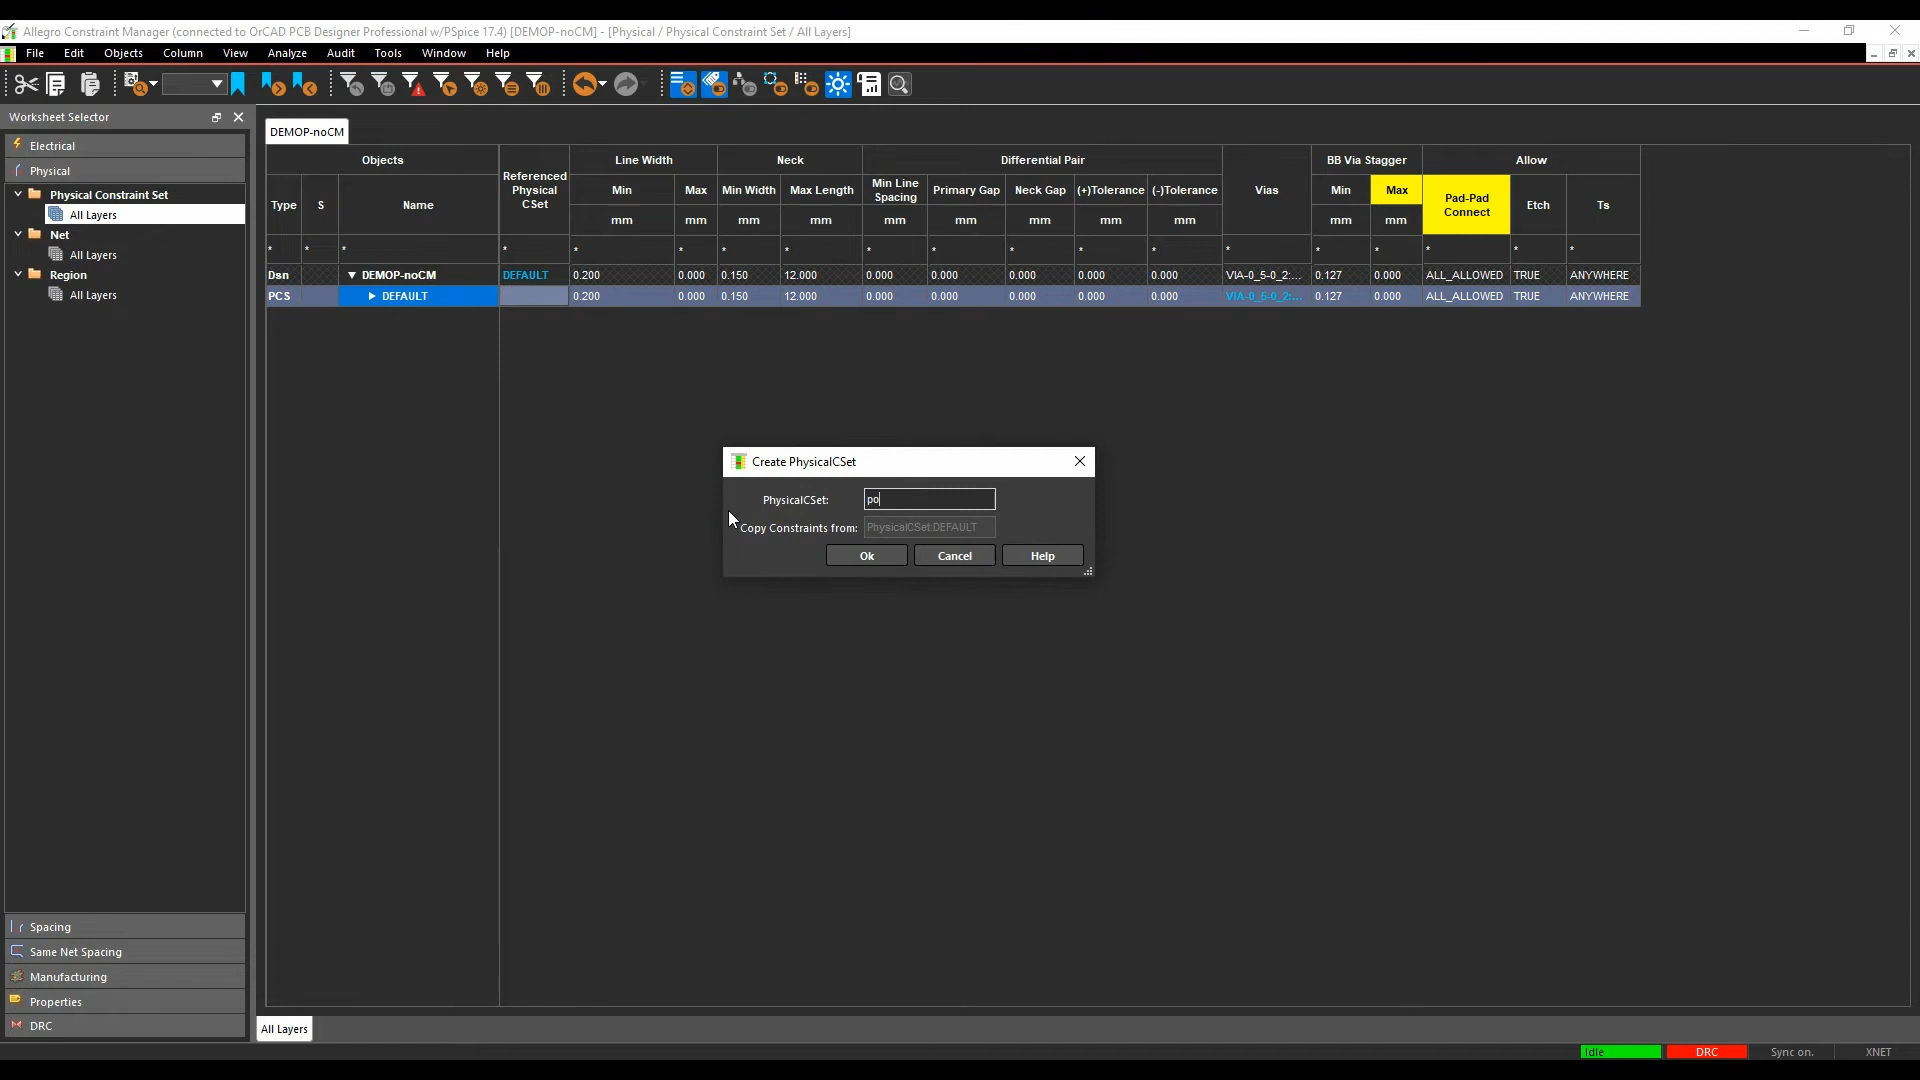 Allegro Constraint Manager (connected to OrCAD PCB Designer Professional w/PSpice 17.4) [DEMOP-noCM] - [Physical / Physical Constraint Set / All Layers]
File Edit Objects Column View Analyze Audit Tools Window Help
Worksheet Selector
Electrical
Physical
Physical Constraint Set
All Layers
Net
All Layers
Region
All Layers
Spacing
Same Net Spacing
Manufacturing
Properties
DRC
DEMOP-noCM
Objects Referenced Physical CSet Line Width Neck Differential Pair Vias BB Via Stagger Allow
Type S Name Min Max Min Width Max Length Min Line Spacing Primary Gap Neck Gap (+)Tolerance (-)Tolerance Min Max Pad-Pad Connect Etch Ts
mm mm mm mm mm mm mm mm mm mm mm
* * * * * * * * * * * * * * * * * * *
Dsn DEMOP-noCM DEFAULT 0.200 0.000 0.150 12.000 0.000 0.000 0.000 0.000 0.000 VIA-0_5-0_2:... 0.127 0.000 ALL_ALLOWED TRUE ANYWHERE
PCS DEFAULT 0.200 0.000 0.150 12.000 0.000 0.000 0.000 0.000 0.000 VIA-0_5-0_2:... 0.127 0.000 ALL_ALLOWED TRUE ANYWHERE
Create PhysicalCSet
PhysicalCSet: po
Copy Constraints from: PhysicalCSet:DEFAULT
Ok Cancel Help
All Layers
Idle DRC Sync on. XNET